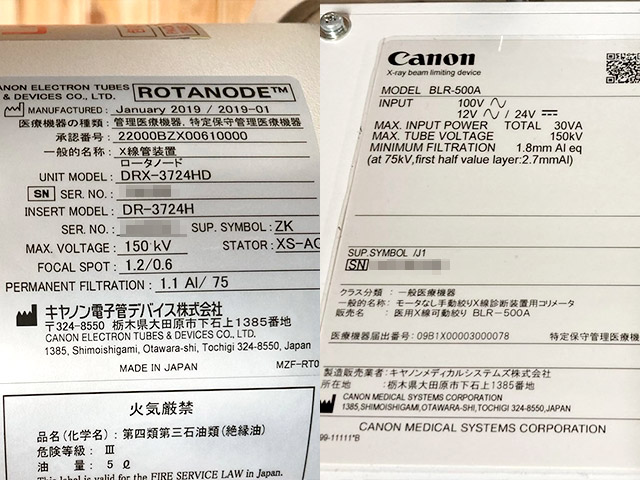 CANON ELECTRON TUBES
& DEVICES CO., LTD.
ROTANODE™
MANUFACTURED: January 2019 / 2019-01
医療機器の種類: 管理医療機器, 特定保守管理医療機器
承認番号: 22000BZX00610000
一般的名称: X線管装置
ロータノード
UNIT MODEL: DRX-3724HD
SN SER. NO.:
INSERT MODEL: DR-3724H
SER. NO.: SUP. SYMBOL: ZK
MAX. VOLTAGE: 150 kV STATOR: XS-AC
FOCAL SPOT: 1.2/0.6
PERMANENT FILTRATION: 1.1 Al/ 75
キヤノン電子管デバイス株式会社
〒324-8550 栃木県大田原市下石上1385番地
CANON ELECTRON TUBES & DEVICES CO., LTD.
1385, Shimoishigami, Otawara-shi, Tochigi 324-8550, Japan
MADE IN JAPAN MZF-RT0
火気厳禁
品名(化学名): 第四類第三石油類(絶縁油)
危険等級: Ⅲ
油 量: 5 ℓ
This label is valid for the FIRE SERVICE LAW in Japan.
Canon
X-ray beam limiting device
MODEL BLR-500A
INPUT 100V ∿
12V ∿ / 24V ⎓
MAX. INPUT POWER TOTAL 30VA
MAX. TUBE VOLTAGE 150kV
MINIMUM FILTRATION 1.8mm Al eq
(at 75kV,first half value layer:2.7mmAl)
SUP.SYMBOL /J1
SN
クラス分類 : 一般医療機器
一般的名称: モータなし手動絞りX線診断装置用コリメータ
販売名 : 医用X線可動絞り BLR-500A
医療機器届出番号: 09B1X00003000078 特定保守管理医療機
製造販売業者: キヤノンメディカルシステムズ株式会社
所在地 : 栃木県大田原市下石上1385番地
CANON MEDICAL SYSTEMS CORPORATION
1385,SHIMOISHIGAMI,OTAWARA-SHI,TOCHIGI 324-8550,JAPAN
CANON MEDICAL SYSTEMS CORPORATION
99-11111*B